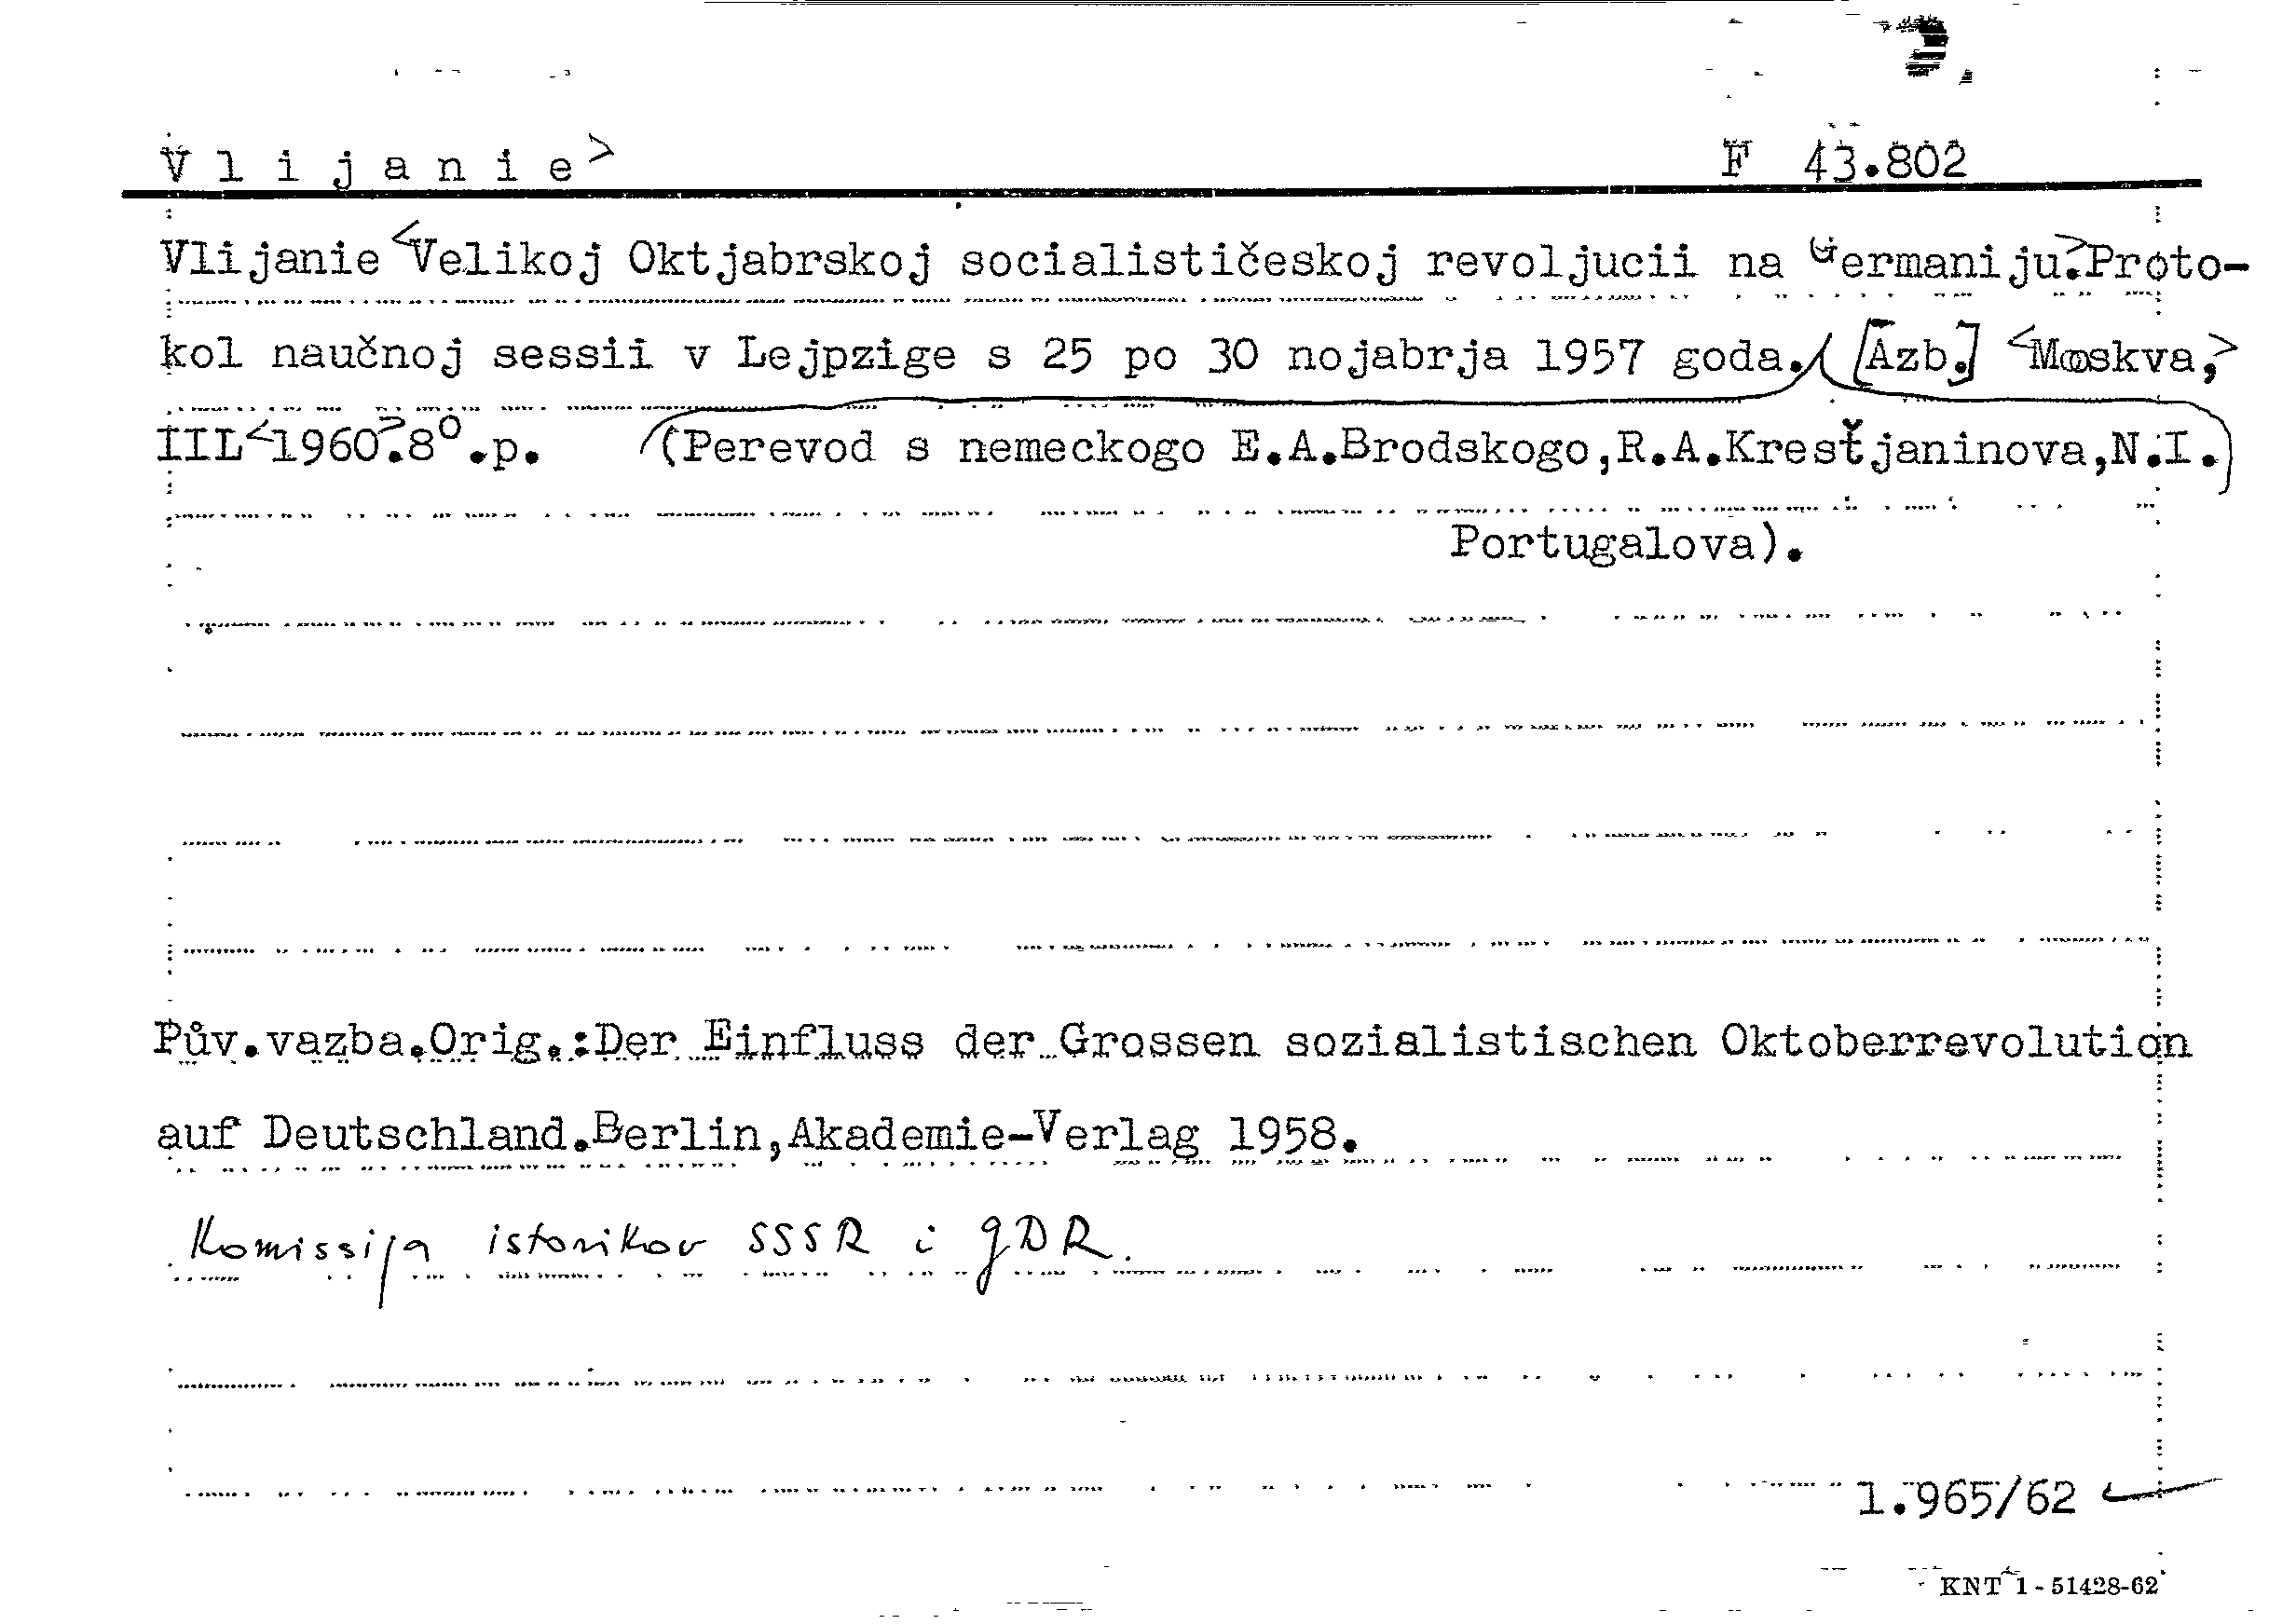 V l i j a n i e > F 43.802
Vlijanie <Velikoj Oktjabrskoj socialističeskoj revoljucii na Germaniju>.Proto-
kol naučnoj sessii v Lejpzige s 25 po 30 nojabrja 1957 goda. [Azb.] <Moskva,>
IIL <1960>.8°.p. (Perevod s nemeckogo E.A.Brodskogo,R.A.Krestjaninova,N.I.
Portugalova).
Pův.vazba.Orig.:Der Einfluss der Grossen sozialistischen Oktoberrevolution
auf Deutschland.Berlin,Akademie-Verlag 1958.
Komissija istorikov SSSR i GDR.
1.965/62
KNT 1 - 51428-62